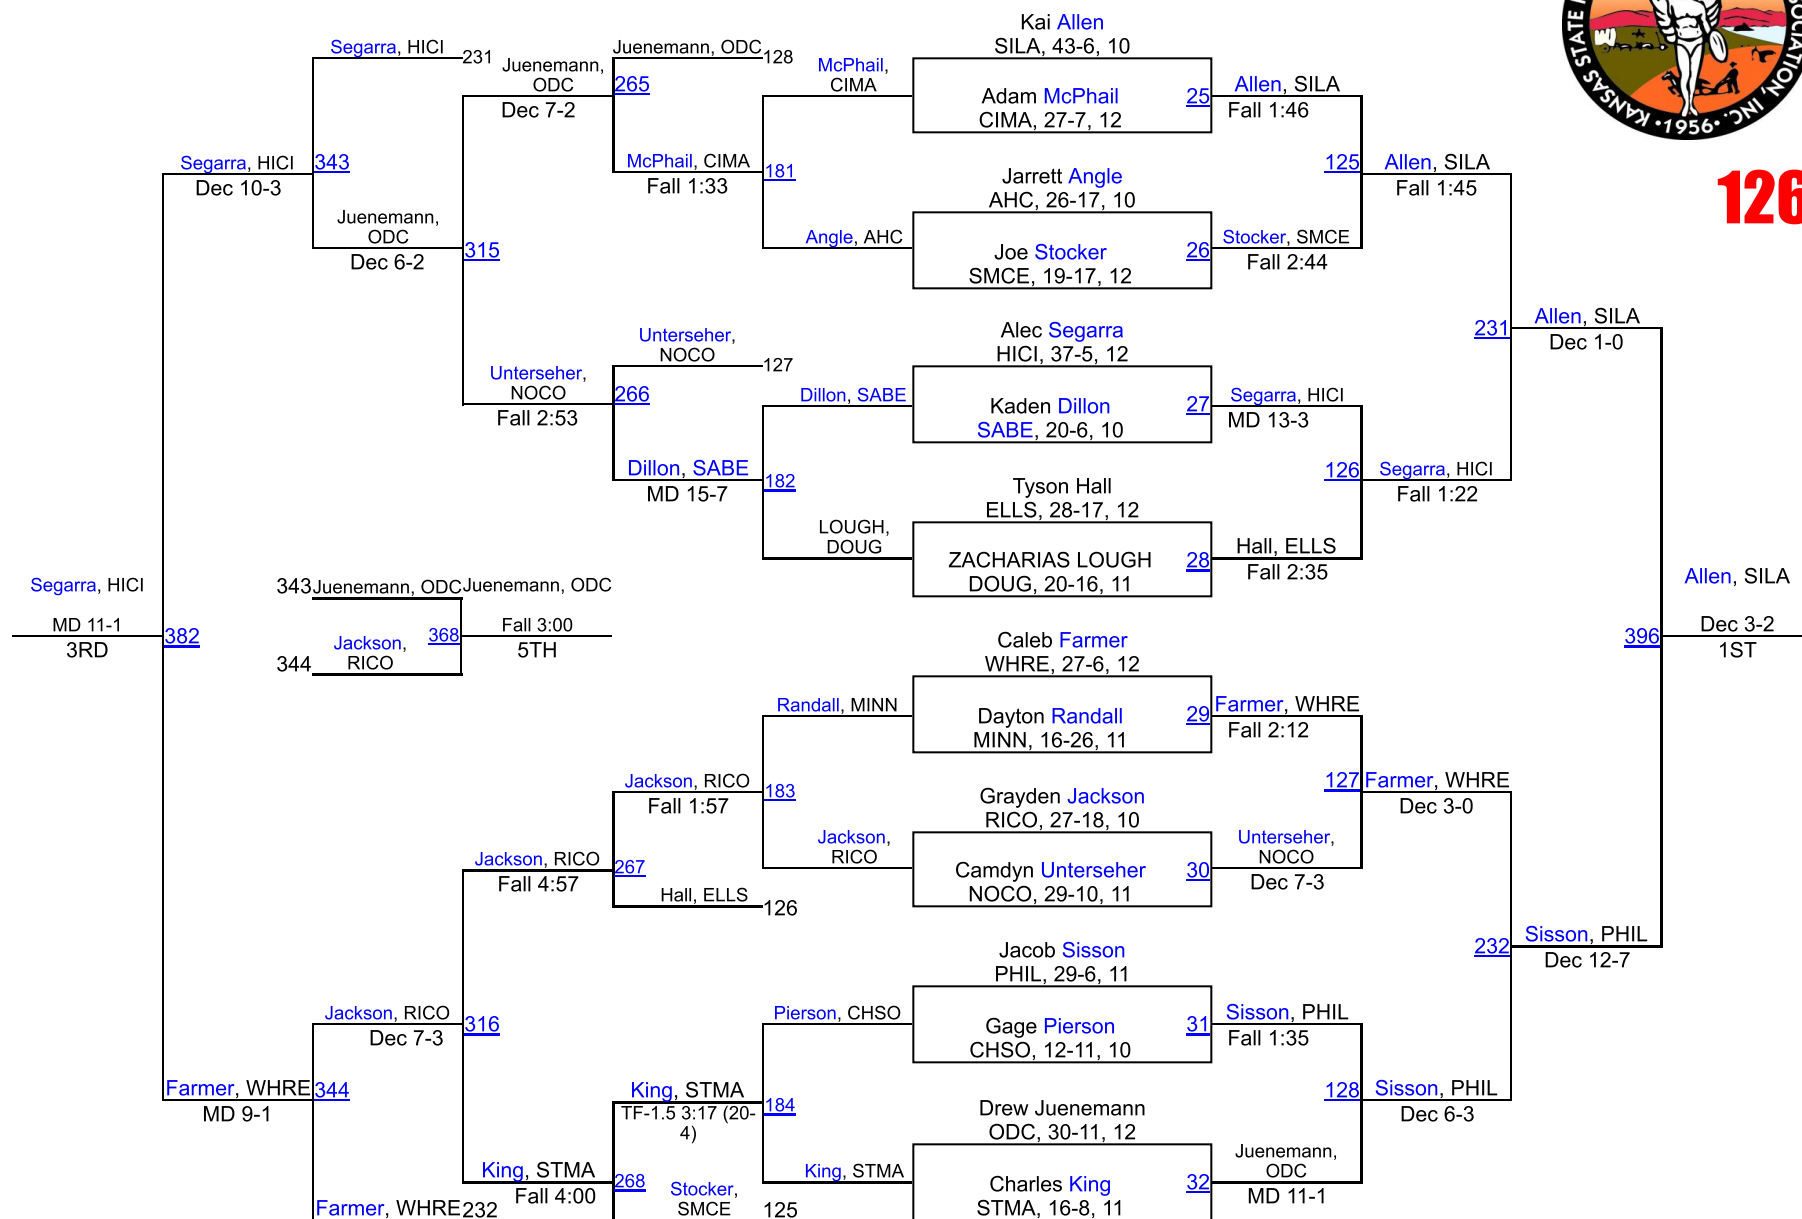 Kai Allen
SILA, 43-6, 10
Adam McPhail
CIMA, 27-7, 12
25
Jarrett Angle
AHC, 26-17, 10
Joe Stocker
SMCE, 19-17, 12
26
Alec Segarra
HICI, 37-5, 12
Kaden Dillon
SABE, 20-6, 10
27
Tyson Hall
ELLS, 28-17, 12
ZACHARIAS LOUGH
DOUG, 20-16, 11
28
Caleb Farmer
WHRE, 27-6, 12
Dayton Randall
MINN, 16-26, 11
29
Grayden Jackson
RICO, 27-18, 10
Camdyn Unterseher
NOCO, 29-10, 11
30
Jacob Sisson
PHIL, 29-6, 11
Gage Pierson
CHSO, 12-11, 10
31
Drew Juenemann
ODC, 30-11, 12
Charles King
STMA, 16-8, 11
32
Allen, SILA
Fall 1:46
Stocker, SMCE
Fall 2:44
Segarra, HICI
MD 13-3
Hall, ELLS
Fall 2:35
Farmer, WHRE
Fall 2:12
Unterseher,
NOCO
Dec 7-3
Sisson, PHIL
Fall 1:35
Juenemann,
ODC
MD 11-1
125
Allen, SILA
Fall 1:45
126
Segarra, HICI
Fall 1:22
127
Farmer, WHRE
Dec 3-0
128
Sisson, PHIL
Dec 6-3
231
Allen, SILA
Dec 1-0
232
Sisson, PHIL
Dec 12-7
396
Allen, SILA
Dec 3-2
1ST
McPhail,
CIMA
Angle, AHC
Dillon, SABE
LOUGH,
DOUG
Randall, MINN
Jackson,
RICO
Pierson, CHSO
King, STMA
Juenemann, ODC
128
McPhail, CIMA
Fall 1:33
181
Unterseher,
NOCO
127
Dillon, SABE
MD 15-7
182
Jackson, RICO
Fall 1:57
183
Hall, ELLS
126
King, STMA
TF-1.5 3:17 (20-
4)
184
Stocker,
SMCE
125
Juenemann,
ODC
Dec 7-2
265
Unterseher,
NOCO
Fall 2:53
266
Jackson, RICO
Fall 4:57
267
King, STMA
Fall 4:00
268
Segarra, HICI
231
Juenemann,
ODC
Dec 6-2
315
Jackson, RICO
Dec 7-3
316
Farmer, WHRE
232
Segarra, HICI
Dec 10-3
343
Farmer, WHRE
MD 9-1
344
Segarra, HICI
MD 11-1
3RD
382
343
Juenemann, ODC
344
Jackson,
RICO
368
Juenemann, ODC
Fall 3:00
5TH
KANSAS STATE
SOCIATION, INC.
•1956•
126